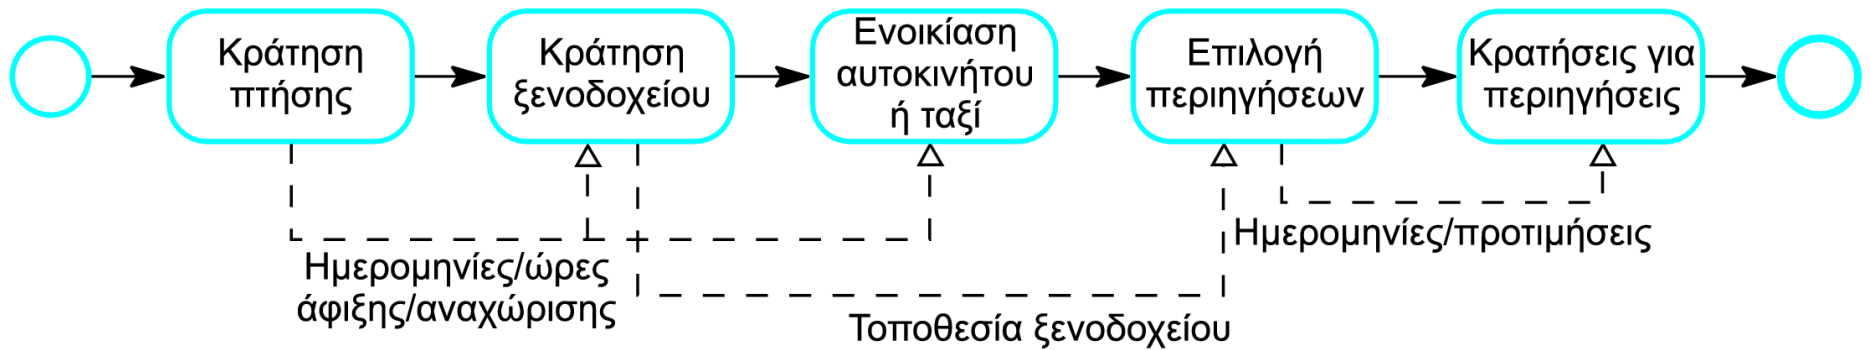 Κράτηση
πτήσης
Κράτηση
ξενοδοχείου
Ενοικίαση
αυτοκινήτου
ή ταξί
Επιλογή
περιηγήσεων
Κρατήσεις για
περιηγήσεις
Ημερομηνίες/ώρες
άφιξης/αναχώρισης
Τοποθεσία ξενοδοχείου
Ημερομηνίες/προτιμήσεις